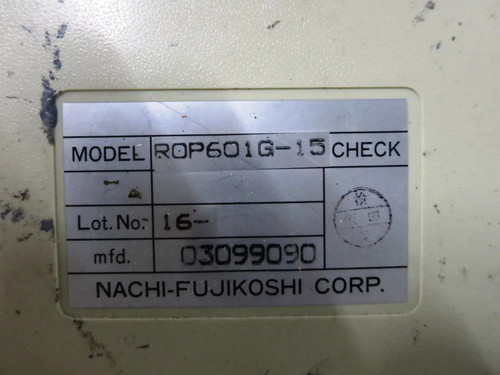 MODEL ROP601G-15 CHECK
Lot.No. 16-
mfd. 03099090
NACHI-FUJIKOSHI CORP.